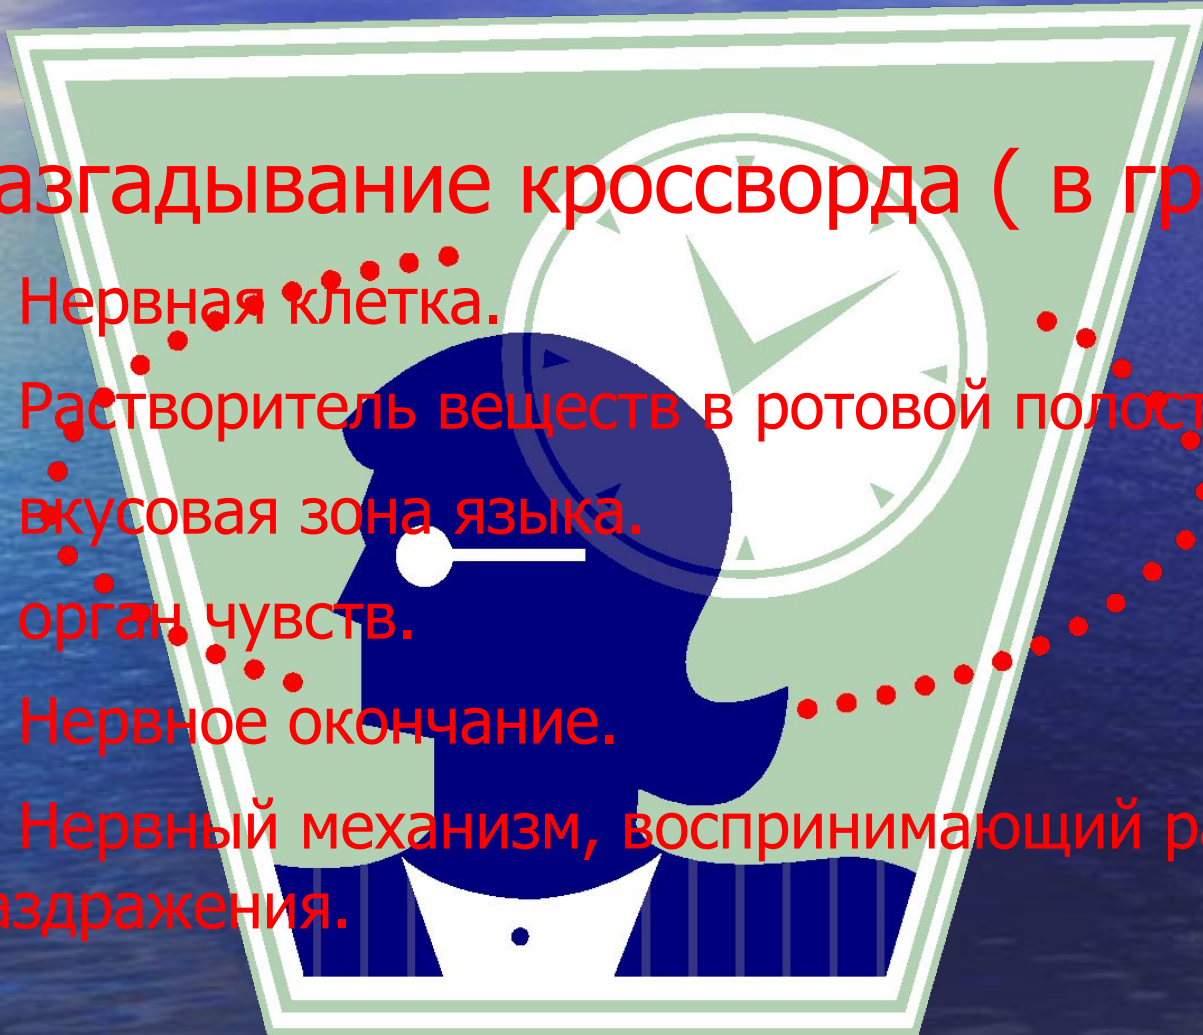 азгадывание кроссворда ( в гр
Нервная клетка.
Растворитель веществ в ротовой полост
вкусовая зона языка.
орган чувств.
Нервное окончание.
Нервный механизм, воспринимающий р
аздражения.